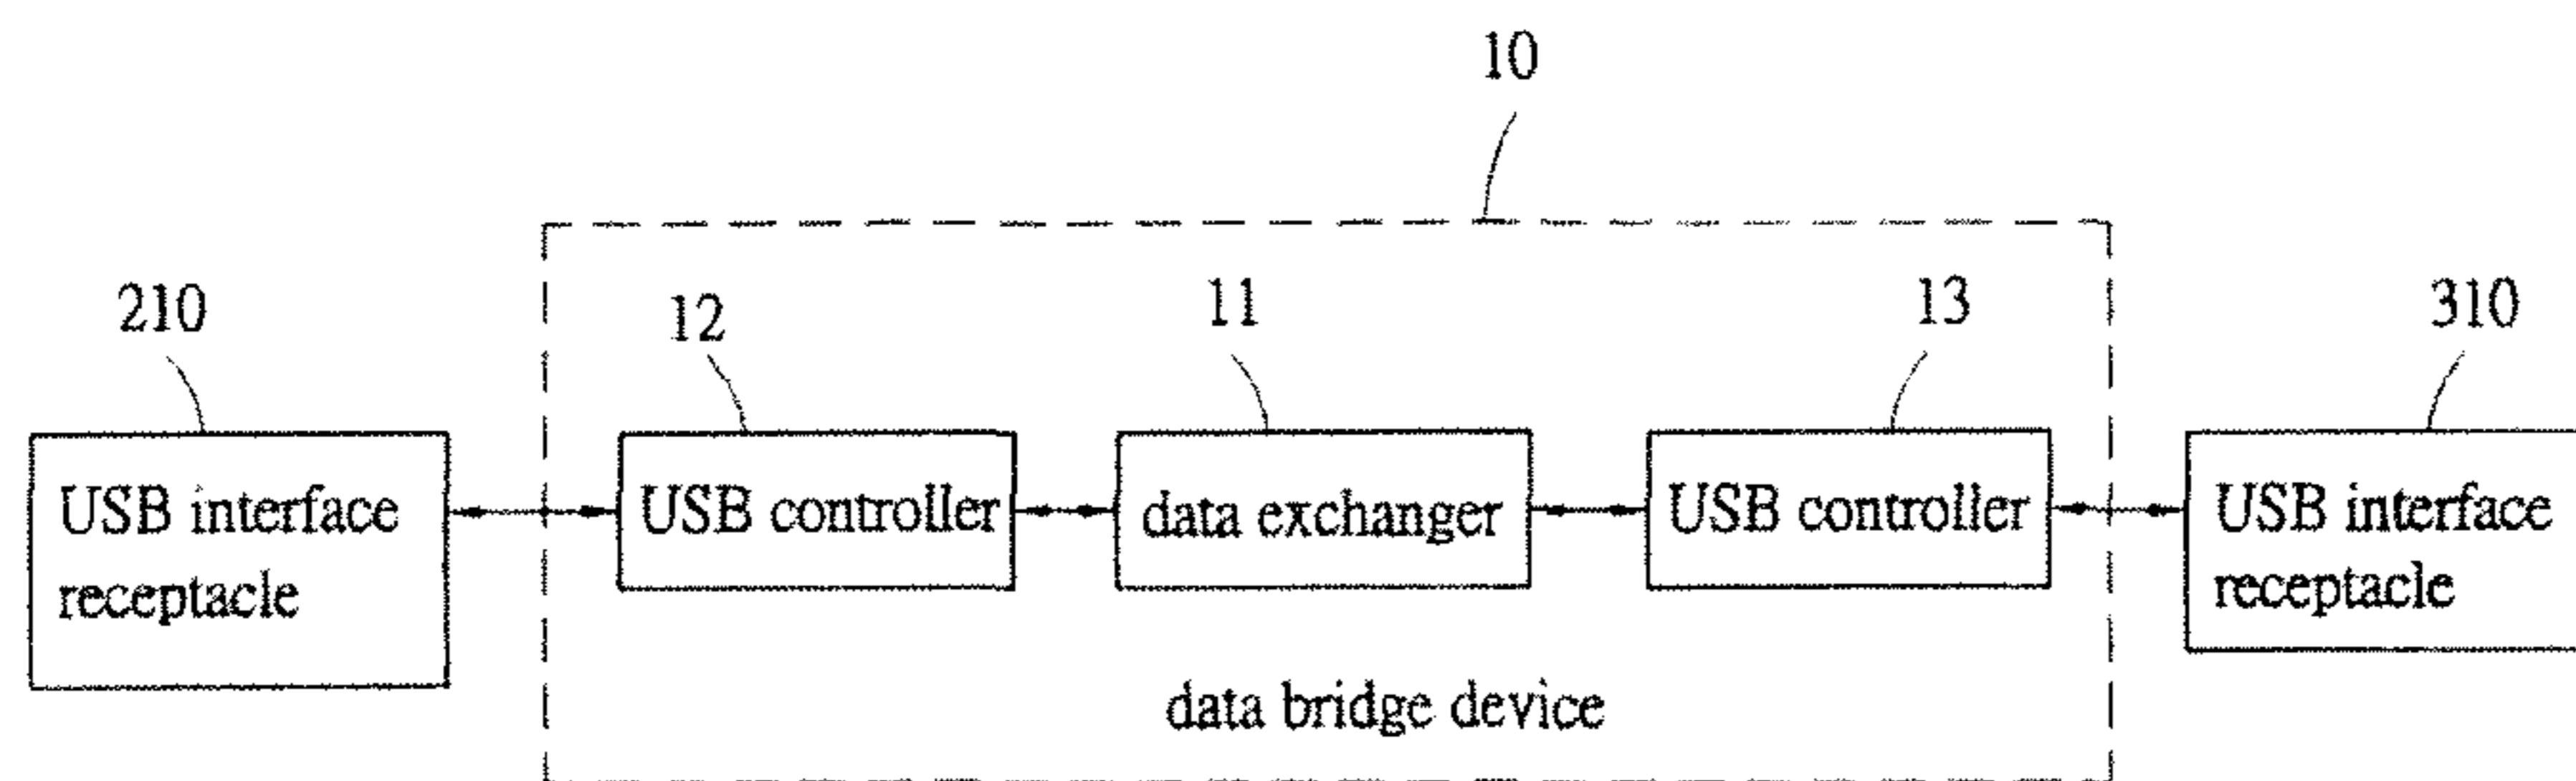 10
210
12
11
13
310
USB interface
receptacle
USB controller
data exchanger
USB controller
USB interface
receptacle
data bridge device